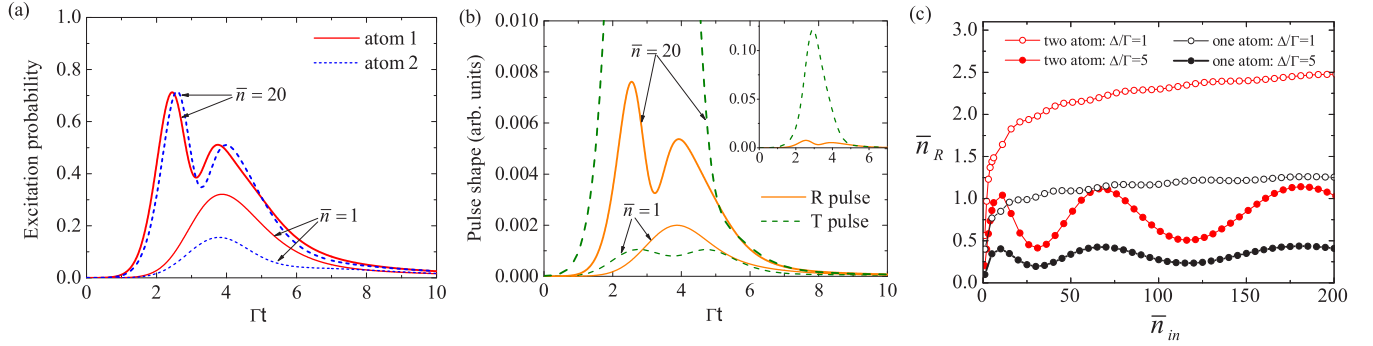 (a)
Excitation probability
1.0
0.8
0.6
0.4
0.2
0.0
0 2 4 6 8 10
Γt
atom 1
atom 2
n̅ = 20
n̅ = 1
(b)
Pulse shape (arb. units)
0.010
0.008
0.006
0.004
0.002
0.000
0 2 4 6 8 10
Γt
n̅ = 20
n̅ = 1
R pulse
T pulse
0.10
0.05
0.00
0 2 4 6
(c)
n̅ R
3.0
2.5
2.0
1.5
1.0
0.5
0.0
0 50 100 150 200
n̅ in
two atom: Δ/Γ=1
two atom: Δ/Γ=5
one atom: Δ/Γ=1
one atom: Δ/Γ=5